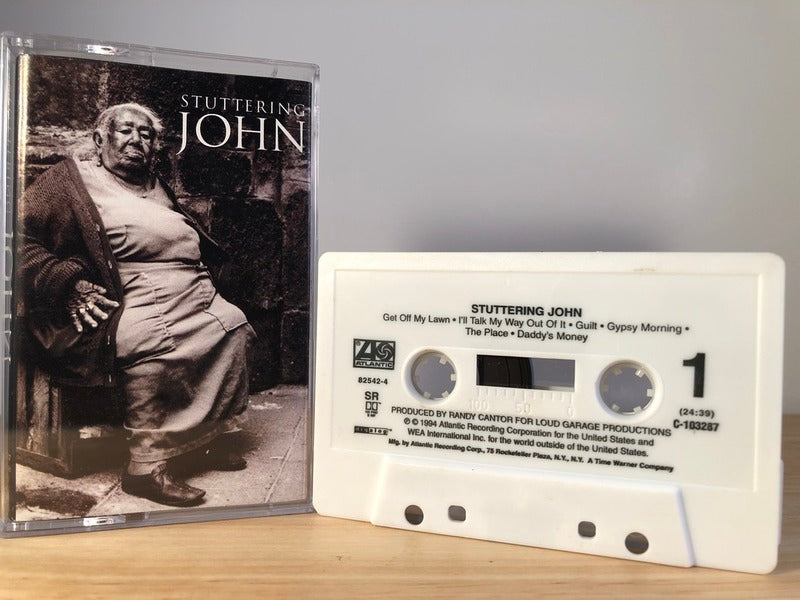 STUTTERING
JOHN
STUTTERING JOHN
Get Off My Lawn • I'll Talk My Way Out Of It • Guilt • Gypsy Morning •
The Place • Daddy's Money
1
ATLANTIC
82542-4
SR
(24:39)
C-103287
100 50 0
PRODUCED BY RANDY CANTOR FOR LOUD GARAGE PRODUCTIONS
℗ © 1994 Atlantic Recording Corporation for the United States and
WEA International Inc. for the world outside of the United States.
Mfg. by Atlantic Recording Corp., 75 Rockefeller Plaza, N.Y., N.Y. A Time Warner Company